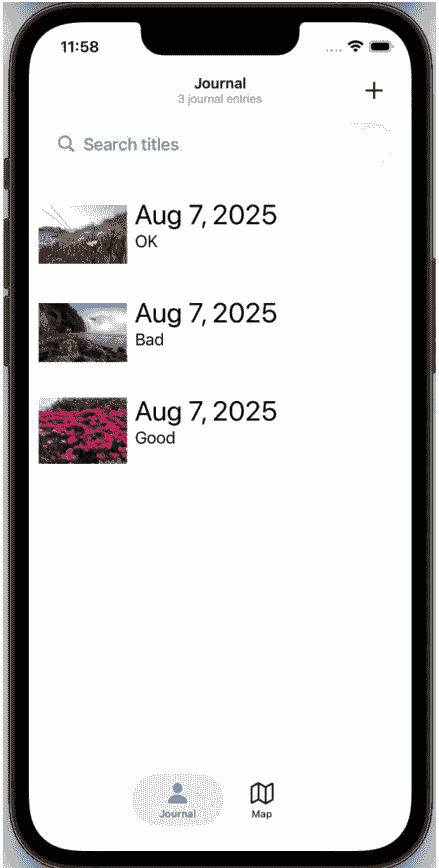 11:58
Journal
3 journal entries
Search titles
Aug 7, 2025
OK
Aug 7, 2025
Bad
Aug 7, 2025
Good
Journal
Map